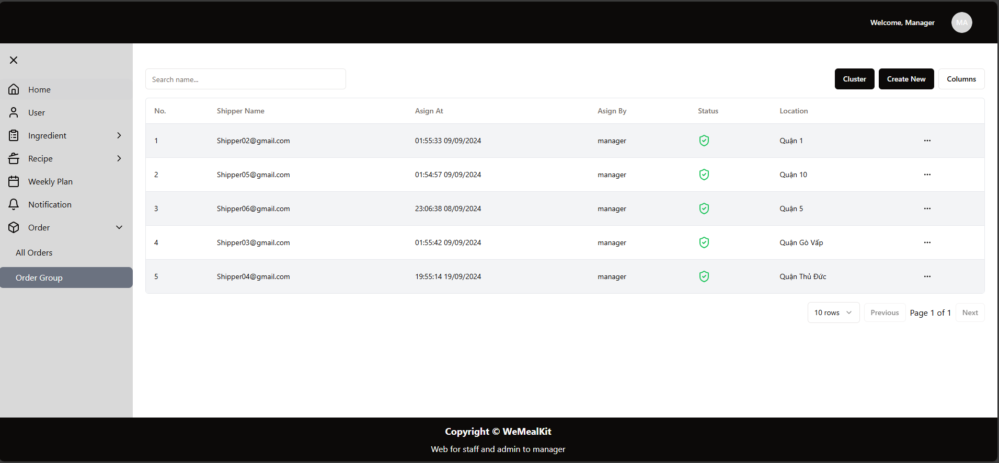 Welcome, Manager
MA
Home
User
Ingredient
Recipe
Weekly Plan
Notification
Order
All Orders
Order Group
Search name...
Cluster Create New Columns
No. Shipper Name Asign At Asign By Status Location
1 Shipper02@gmail.com 01:55:33 09/09/2024 manager Quận 1 ...
2 Shipper05@gmail.com 01:54:57 09/09/2024 manager Quận 10 ...
3 Shipper06@gmail.com 23:06:38 08/09/2024 manager Quận 5 ...
4 Shipper03@gmail.com 01:55:42 09/09/2024 manager Quận Gò Vấp ...
5 Shipper04@gmail.com 19:55:14 19/09/2024 manager Quận Thủ Đức ...
10 rows Previous Page 1 of 1 Next
Copyright © WeMealKit
Web for staff and admin to manager